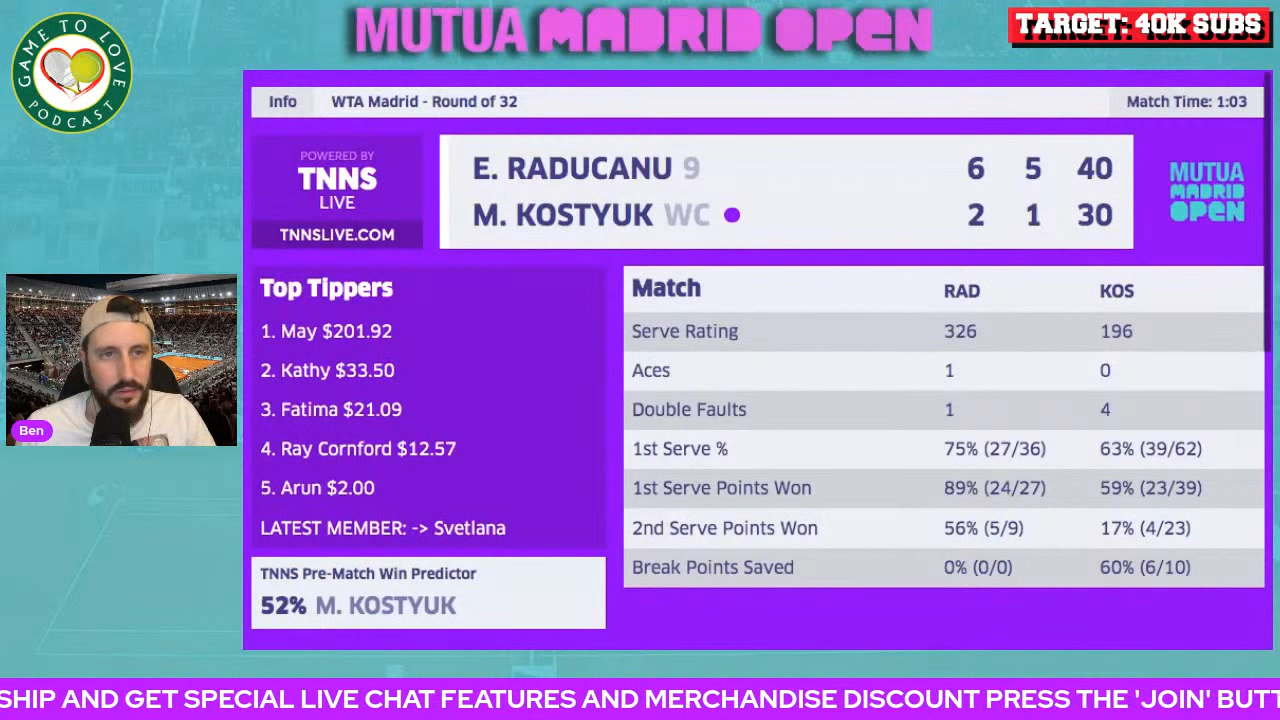 GAME TO LOVE
PODCAST
MUTUA MADRID OPEN
TARGET: 40K SUBS
Info
WTA Madrid - Round of 32
Match Time: 1:03
POWERED BY
TNNS
LIVE
TNNSLIVE.COM
E. RADUCANU 9 6 5 40
M. KOSTYUK WC 2 1 30
MUTUA
MADRID
OPEN
Top Tippers
1. May $201.92
2. Kathy $33.50
3. Fatima $21.09
4. Ray Cornford $12.57
5. Arun $2.00
LATEST MEMBER: -> Svetlana
TNNS Pre-Match Win Predictor
52% M. KOSTYUK
Match RAD KOS
Serve Rating 326 196
Aces 1 0
Double Faults 1 4
1st Serve % 75% (27/36) 63% (39/62)
1st Serve Points Won 89% (24/27) 59% (23/39)
2nd Serve Points Won 56% (5/9) 17% (4/23)
Break Points Saved 0% (0/0) 60% (6/10)
Ben
SHIP AND GET SPECIAL LIVE CHAT FEATURES AND MERCHANDISE DISCOUNT PRESS THE 'JOIN' BUTT